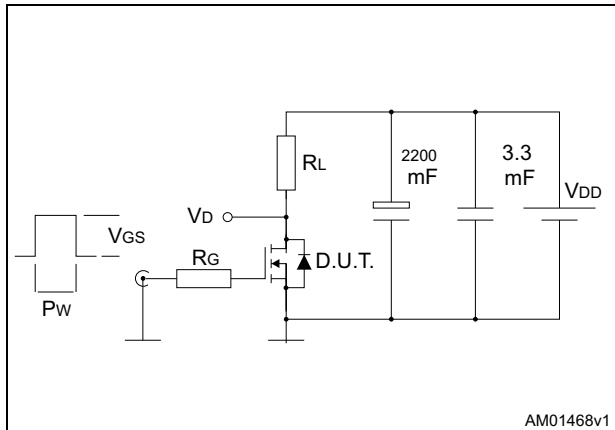 RL
2200
mF
3.3
mF
VDD
VD
VGS
RG
D.U.T.
PW
AM01468v1